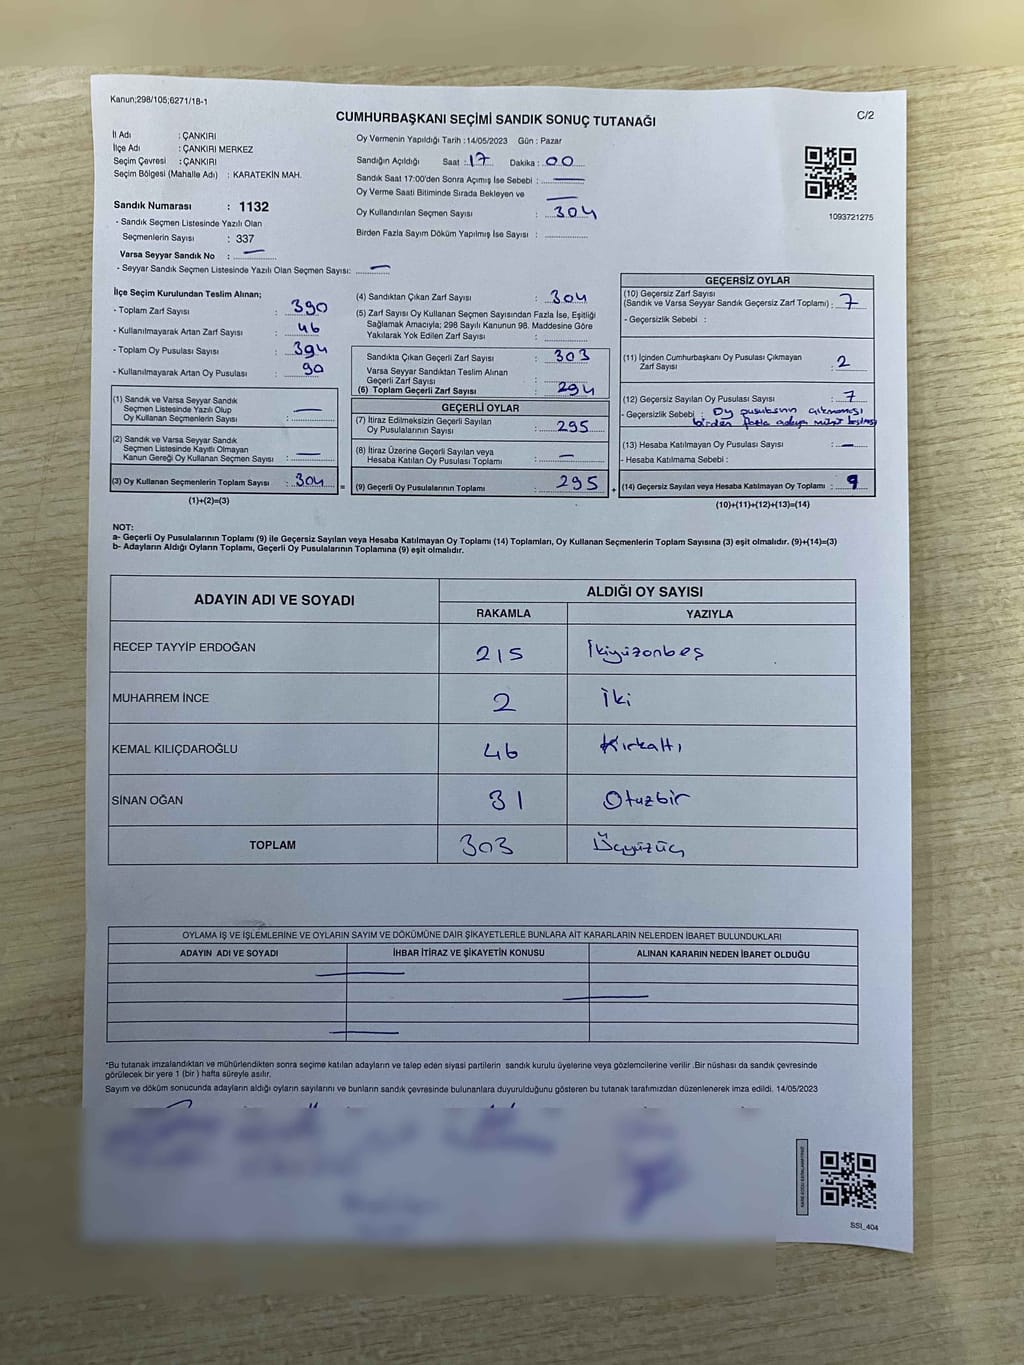 Kanun;298/105;6271/18-1
C/2
CUMHURBAŞKANI SEÇİMİ SANDIK SONUÇ TUTANAĞI
İl Adı : ÇANKIRI
İlçe Adı : ÇANKIRI MERKEZ
Seçim Çevresi : ÇANKIRI
Seçim Bölgesi (Mahalle Adı) : KARATEKİN MAH.
Sandık Numarası : 1132
- Sandık Seçmen Listesinde Yazılı Olan
Seçmenlerin Sayısı : 337
Varsa Seyyar Sandık No : —
- Seyyar Sandık Seçmen Listesinde Yazılı Olan Seçmen Sayısı: —
Oy Vermenin Yapıldığı Tarih :14/05/2023 Gün : Pazar
Sandığın Açıldığı Saat : 17 Dakika : 00
Sandık Saat 17:00'den Sonra Açımış İse Sebebi : —
Oy Verme Saati Bitiminde Sırada Bekleyen ve —
Oy Kullandırılan Seçmen Sayısı : 304
Birden Fazla Sayım Döküm Yapılmış İse Sayısı :
1093721275
İlçe Seçim Kurulundan Teslim Alınan;
- Toplam Zarf Sayısı : 390
- Kullanılmayarak Artan Zarf Sayısı : 46
- Toplam Oy Pusulası Sayısı : 394
- Kullanılmayarak Artan Oy Pusulası : 90
(1) Sandık ve Varsa Seyyar Sandık
Seçmen Listesinde Yazılı Olup
Oy Kullanan Seçmenlerin Sayısı : —
(2) Sandık ve Varsa Seyyar Sandık
Seçmen Listesinde Kayıtlı Olmayan
Kanun Gereği Oy Kullanan Seçmen Sayısı : —
(3) Oy Kullanan Seçmenlerin Toplam Sayısı : 304
(1)+(2)=(3)
(4) Sandıktan Çıkan Zarf Sayısı : 304
(5) Zarf Sayısı Oy Kullanan Seçmen Sayısından Fazla İse, Eşitliği
Sağlamak Amacıyla; 298 Sayılı Kanunun 98. Maddesine Göre
Yakılarak Yok Edilen Zarf Sayısı :
Sandıkta Çıkan Geçerli Zarf Sayısı : 303
Varsa Seyyar Sandıktan Teslim Alınan
Geçerli Zarf Sayısı :
(6) Toplam Geçerli Zarf Sayısı : 294
GEÇERLİ OYLAR
(7) İtiraz Edilmeksizin Geçerli Sayılan
Oy Pusulalarının Sayısı : 295
(8) İtiraz Üzerine Geçerli Sayılan veya
Hesaba Katılan Oy Pusulası Toplamı : —
(9) Geçerli Oy Pusulalarının Toplamı : 295
=
+
GEÇERSİZ OYLAR
(10) Geçersiz Zarf Sayısı
(Sandık ve Varsa Seyyar Sandık Geçersiz Zarf Toplamı) : 7
- Geçersizlik Sebebi :
(11) İçinden Cumhurbaşkanı Oy Pusulası Çıkmayan
Zarf Sayısı : 2
(12) Geçersiz Sayılan Oy Pusulası Sayısı : 7
- Geçersizlik Sebebi : Oy pusulasının çıkmaması
birden fazla adaya mühür
(13) Hesaba Katılmayan Oy Pusulası Sayısı : —
- Hesaba Katılmama Sebebi :
(14) Geçersiz Sayılan veya Hesaba Katılmayan Oy Toplamı : 9
(10)+(11)+(12)+(13)=(14)
NOT:
a- Geçerli Oy Pusulalarının Toplamı (9) ile Geçersiz Sayılan veya Hesaba Katılmayan Oy Toplamı (14) Toplamları, Oy Kullanan Seçmenlerin Toplam Sayısına (3) eşit olmalıdır. (9)+(14)=(3)
b- Adayların Aldığı Oyların Toplamı, Geçerli Oy Pusulalarının Toplamına (9) eşit olmalıdır.
ADAYIN ADI VE SOYADI
ALDIĞI OY SAYISI
RAKAMLA YAZIYLA
RECEP TAYYİP ERDOĞAN 215 İkiyüzonbeş
MUHARREM İNCE 2 İki
KEMAL KILIÇDAROĞLU 46 Kırkaltı
SİNAN OĞAN 31 Otuzbir
TOPLAM 303 Üçyüzüç
OYLAMA İŞ VE İŞLEMLERİNE VE OYLARIN SAYIM VE DÖKÜMÜNE DAİR ŞİKAYETLERLE BUNLARA AİT KARARLARIN NELERDEN İBARET BULUNDUKLARI
ADAYIN ADI VE SOYADI İHBAR İTİRAZ VE ŞİKAYETİN KONUSU ALINAN KARARIN NEDEN İBARET OLDUĞU
*Bu tutanak imzalandıktan ve mühürlendikten sonra seçime katılan adayların ve talep eden siyasi partilerin sandık kurulu üyelerine veya gözlemcilerine verilir .Bir nüshası da sandık çevresinde
görülecek bir yere 1 (bir ) hafta süreyle asılır.
Sayım ve döküm sonucunda adayların aldığı oyların sayılarını ve bunların sandık çevresinde bulunanlara duyurulduğunu gösteren bu tutanak tarafımızdan düzenlenerek imza edildi. 14/05/2023
SSİ_404